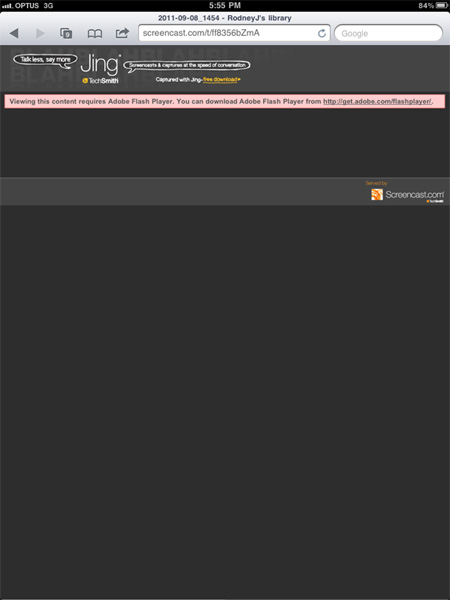 OPTUS 3G 5:55 PM 84%
2011-09-08_1454 - RodneyJ's library
screencast.com/t/ff8356bZmA Google
BLAHBLAHBLAHBLAH
Talk less, say more Jing Screencasts & captures at the speed of conversation
TechSmith Captured with Jing–free download
Viewing this content requires Adobe Flash Player. You can download Adobe Flash Player from http://get.adobe.com/flashplayer/.
Served by
Screencast.com
TechSmith